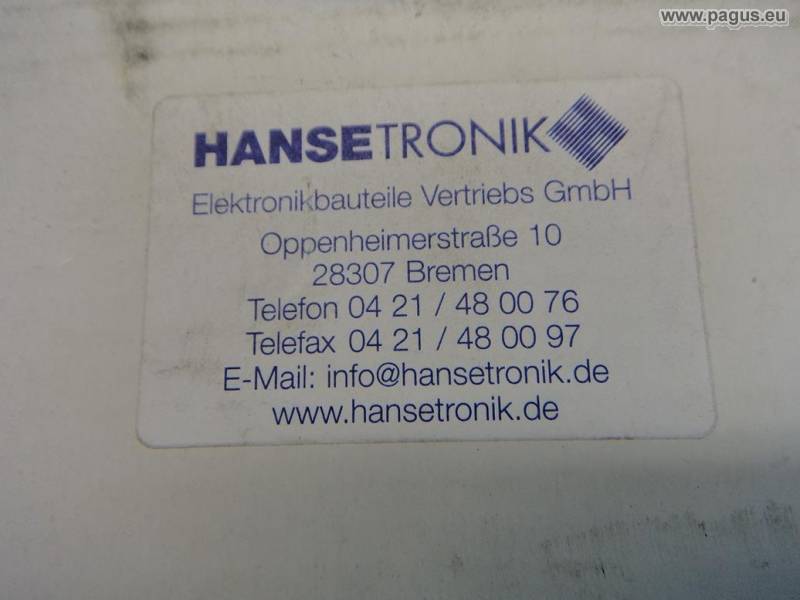 www.pagus.eu
HANSETRONIK
Elektronikbauteile Vertriebs GmbH
Oppenheimerstraße 10
28307 Bremen
Telefon 04 21 / 48 00 76
Telefax 04 21 / 48 00 97
E-Mail: info@hansetronik.de
www.hansetronik.de